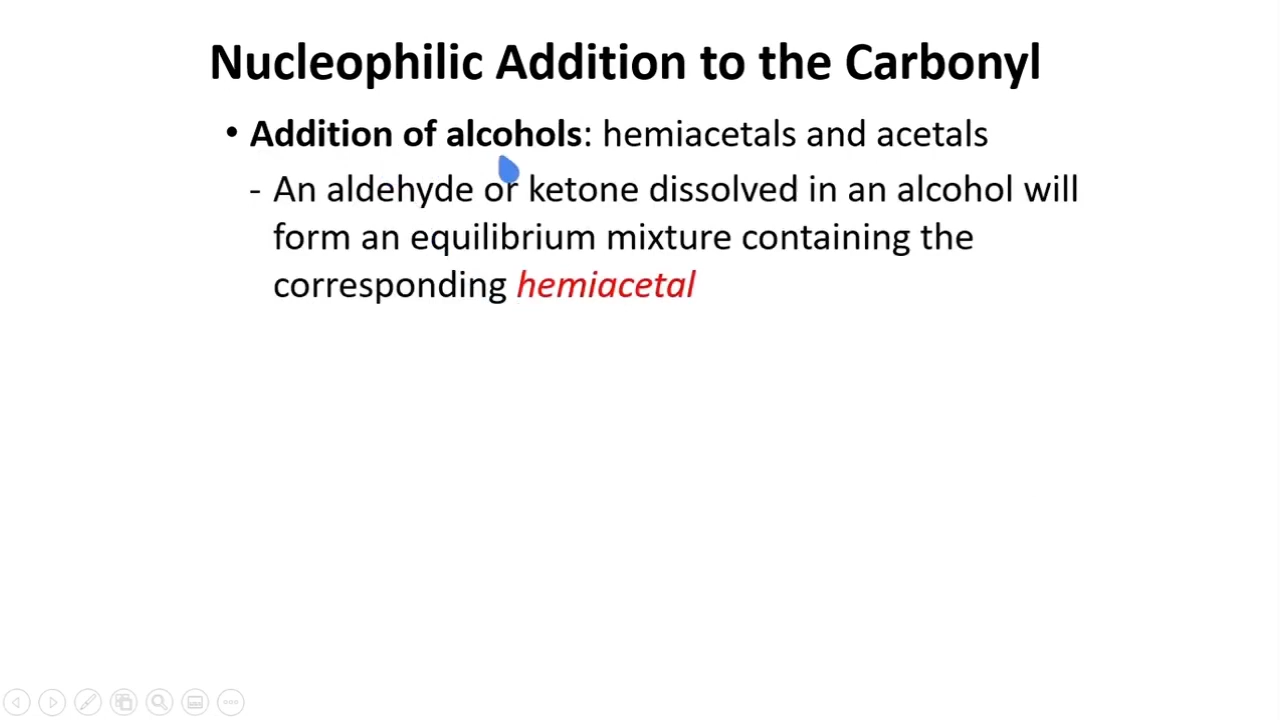 Nucleophilic Addition to the Carbonyl
• Addition of alcohols: hemiacetals and acetals
- An aldehyde or ketone dissolved in an alcohol will
form an equilibrium mixture containing the
corresponding hemiacetal